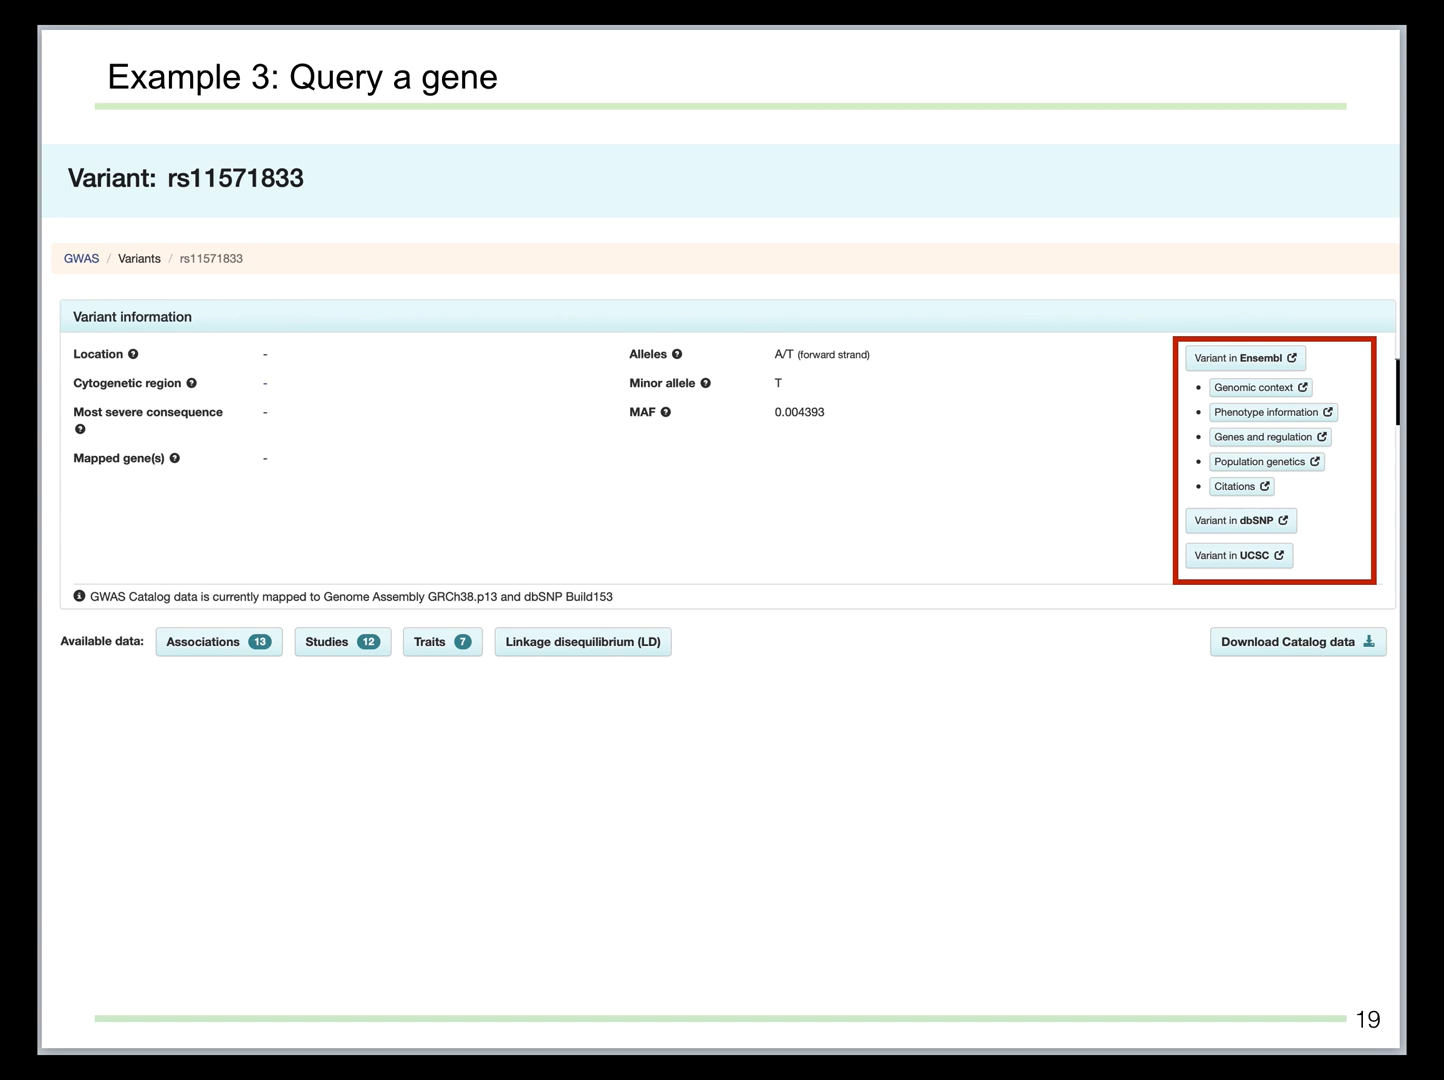 Example 3: Query a gene
Variant: rs11571833
GWAS / Variants / rs11571833
Variant information
Location -
Cytogenetic region -
Most severe consequence -
Mapped gene(s) -
Alleles A/T (forward strand)
Minor allele T
MAF 0.004393
Variant in Ensembl
• Genomic context
• Phenotype information
• Genes and regulation
• Population genetics
• Citations
Variant in dbSNP
Variant in UCSC
GWAS Catalog data is currently mapped to Genome Assembly GRCh38.p13 and dbSNP Build153
Available data: Associations 13 Studies 12 Traits 7 Linkage disequilibrium (LD) Download Catalog data
19